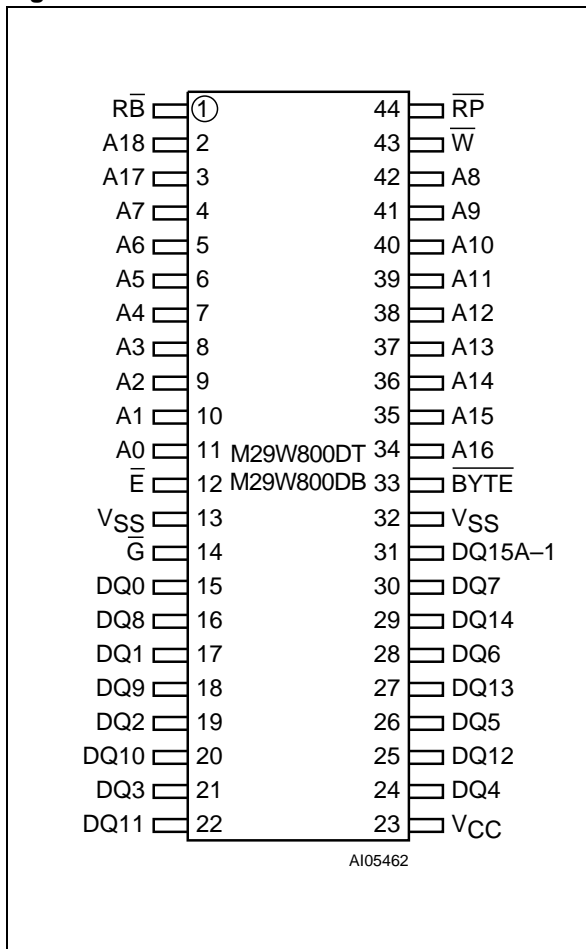 RB̅ 1 44 R̅P̅
A18 2 43 W̅
A17 3 42 A8
A7 4 41 A9
A6 5 40 A10
A5 6 39 A11
A4 7 38 A12
A3 8 37 A13
A2 9 36 A14
A1 10 35 A15
A0 11 M29W800DT 34 A16
E̅ 12 M29W800DB 33 B̅Y̅T̅E̅
VSS 13 32 VSS
G̅ 14 31 DQ15A–1
DQ0 15 30 DQ7
DQ8 16 29 DQ14
DQ1 17 28 DQ6
DQ9 18 27 DQ13
DQ2 19 26 DQ5
DQ10 20 25 DQ12
DQ3 21 24 DQ4
DQ11 22 23 VCC
AI05462